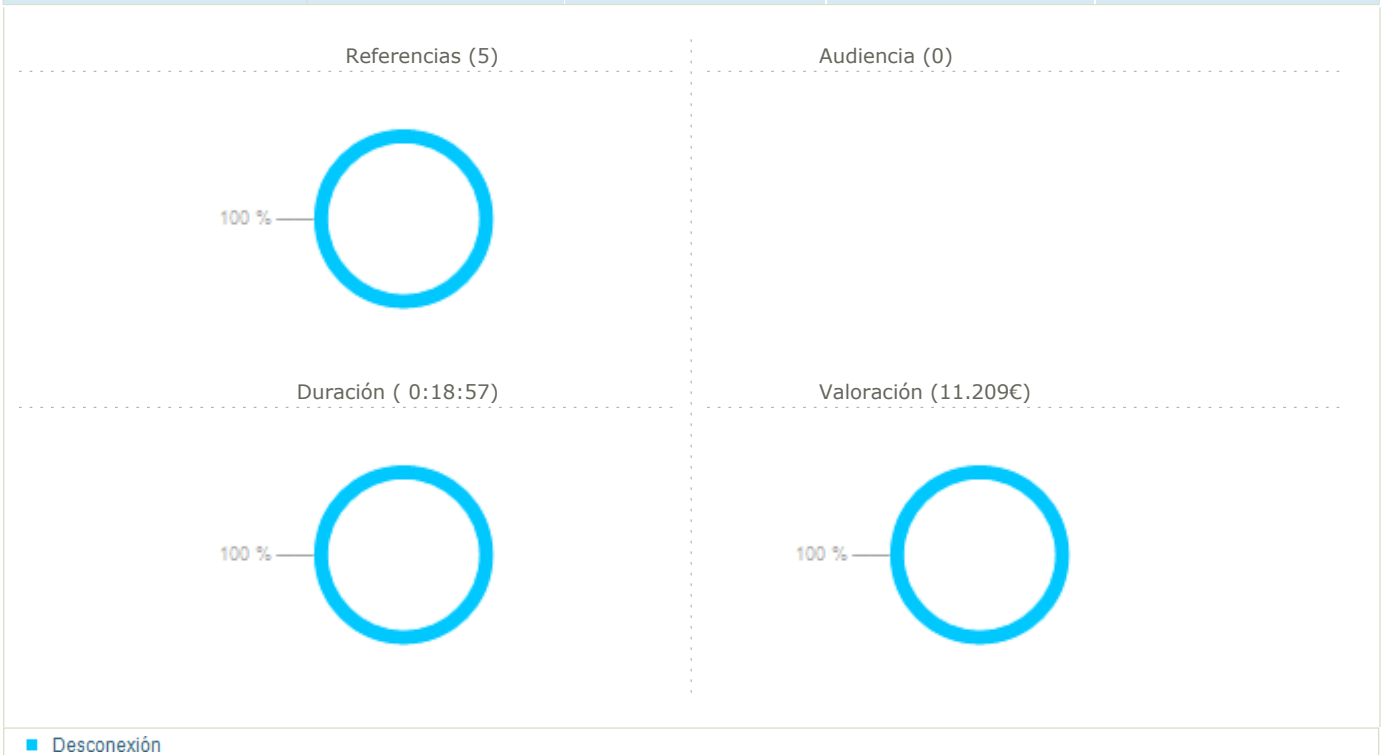 Referencias (5)
Audiencia (0)
100 %
Duración ( 0:18:57)
Valoración (11.209€)
100 %
100 %
Desconexión